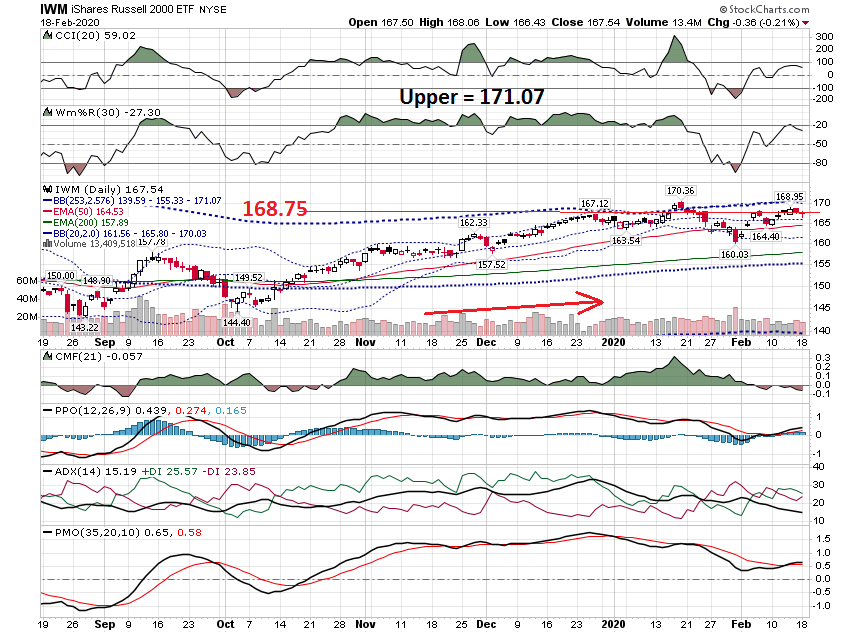 IWM iShares Russell 2000 ETF NYSE © StockCharts.com
18-Feb-2020 Open 167.50 High 168.06 Low 166.43 Close 167.54 Volume 13.4M Chg -0.36 (-0.21%)
CCI(20) 59.02
300
200
100
0
-100
-200
Upper = 171.07
Wm%R(30) -27.30
-20
-50
-80
IWM (Daily) 167.54
BB(253,2.576) 139.59 - 155.33 - 171.07
EMA(50) 164.53
EMA(200) 157.89
BB(20,2.0) 161.56 - 165.80 - 170.03
Volume 13,409,518
168.75
157.78
150.00
148.90
143.22
149.52
144.40
162.33
157.52
167.12
163.54
170.36
160.03
164.40
168.95
170
165
160
155
150
145
140
60M
40M
20M
19 26 Sep 9 16 23 Oct 7 14 21 28 Nov 11 18 25 Dec 9 16 23 2020 13 21 27 Feb 10 18
CMF(21) -0.057
0.3
0.2
0.1
0.0
-0.1
PPO(12,26,9) 0.439, 0.274, 0.165
1
0
-1
ADX(14) 15.19 +DI 25.57 -DI 23.85
40
30
20
10
PMO(35,20,10) 0.65, 0.58
1.5
1.0
0.5
0.0
-0.5
-1.0
19 26 Sep 9 16 23 Oct 7 14 21 28 Nov 11 18 25 Dec 9 16 23 2020 13 21 27 Feb 10 18